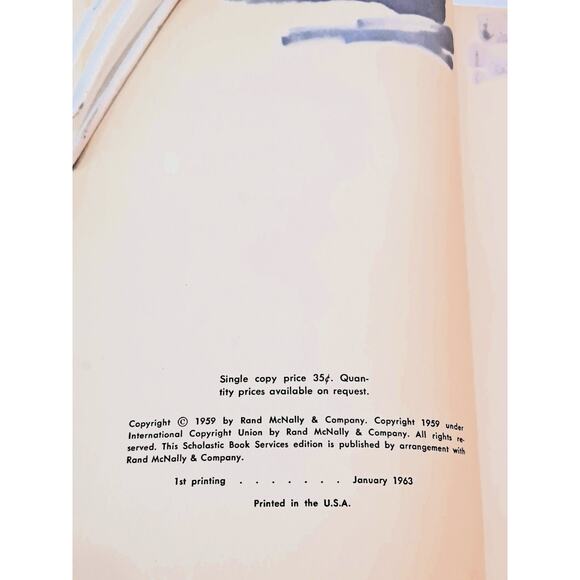 Single copy price 35¢. Quan-
tity prices available on request.
Copyright © 1959 by Rand McNally & Company. Copyright 1959 under
International Copyright Union by Rand McNally & Company. All rights re-
served. This Scholastic Book Services edition is published by arrangement with
Rand McNally & Company.
1st printing . . . . . . . January 1963
Printed in the U.S.A.